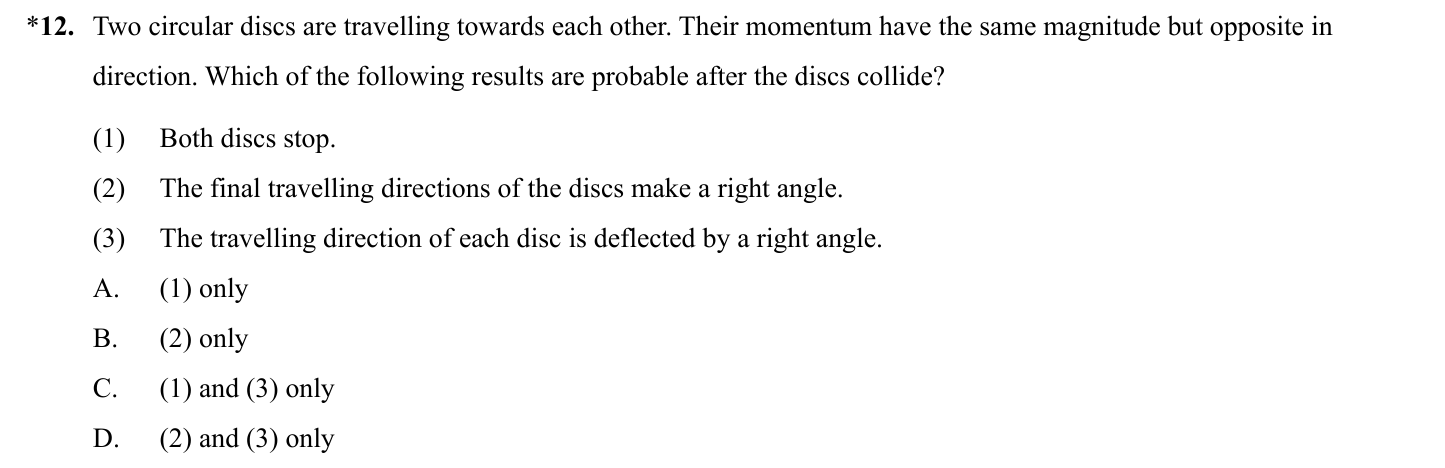 *12. Two circular discs are travelling towards each other. Their momentum have the same magnitude but opposite in
direction. Which of the following results are probable after the discs collide?
(1) Both discs stop.
(2) The final travelling directions of the discs make a right angle.
(3) The travelling direction of each disc is deflected by a right angle.
A. (1) only
B. (2) only
C. (1) and (3) only
D. (2) and (3) only